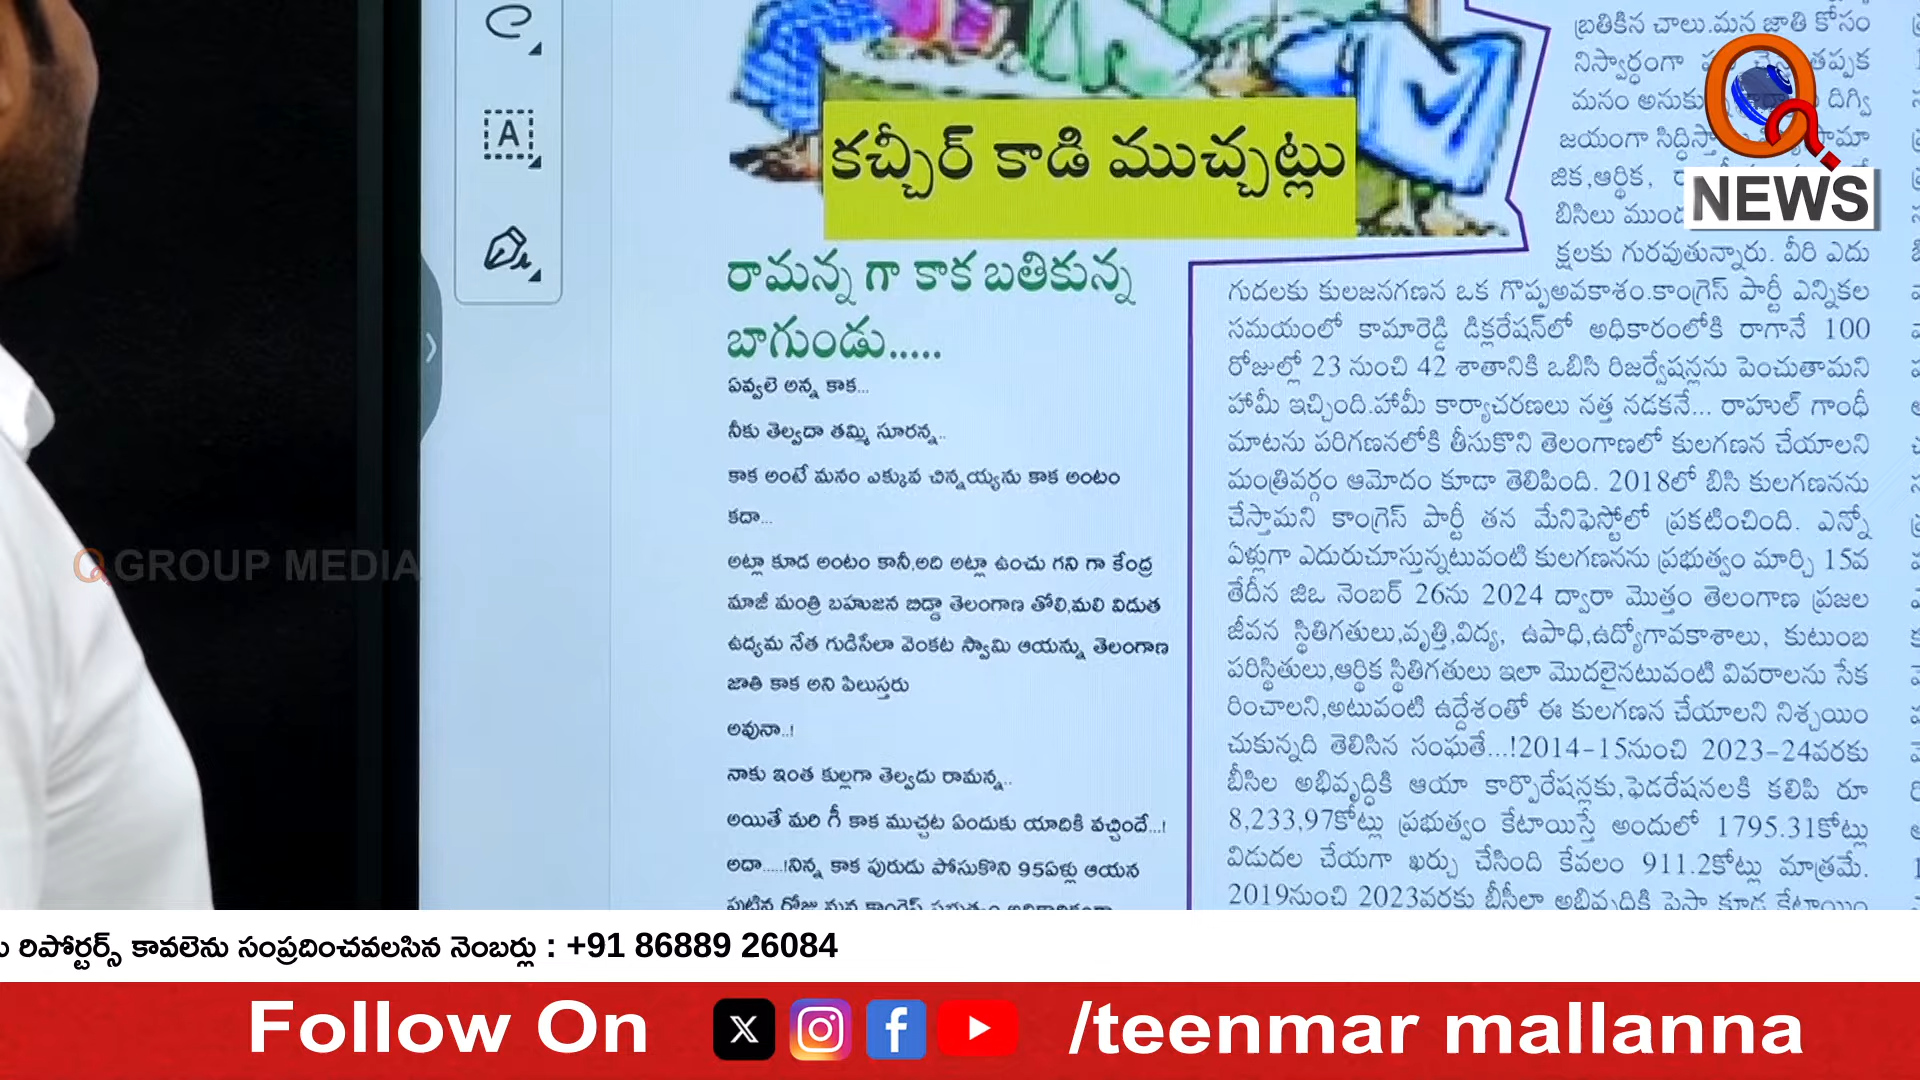 కచ్చీర్ కాడి ముచ్చట్లు
రామన్న గా కాక బతికున్న
బాగుండు.....
ఏవ్వలె అన్న కాక...
నీకు తెల్వదా తమ్మి సూరన్న..
కాక అంటే మనం ఎక్కువ చిన్నయ్యను కాక అంటం
కదా...
అట్లా కూడ అంటం కానీ,అది అట్లా ఉంచు గని గా కేంద్ర
మాజీ మంత్రి బహుజన బిడ్డా తెలంగాణ తోలి,మలి విడుత
ఉద్యమ నేత గుడిసేలా వెంకట స్వామి ఆయన్ను తెలంగాణ
జాతి కాక అని పిలుస్తరు
అవునా..!
నాకు ఇంత కుల్లగా తెల్వదు రామన్న..
అయితే మరి గీ కాక ముచ్చట ఏందుకు యాదికి వచ్చిందే...!
అదా.....!నిన్న కాక పురుడు పోసుకొని 95ఏళ్లు ఆయన
పుట్టిన రోజు మన కాంగ్రెస్ ప్రభుత్వం
బ్రతికిన చాలు.మన జాతి కోసం
నిస్వార్ధంగా తప్పక
మనం దిగ్వి
జయంగా
జిక,ఆర్థిక,
బిసిలు
క్షలకు గురవుతున్నారు. వీరి ఎదు
గుదలకు కులజనగణన ఒక గొప్పఅవకాశం.కాంగ్రెస్ పార్టీ ఎన్నికల
సమయంలో కామారెడ్డి డిక్లరేషన్‌లో అధికారంలోకి రాగానే 100
రోజుల్లో 23 నుంచి 42 శాతానికి ఒబిసి రిజర్వేషన్లను పెంచుతామని
హామీ ఇచ్చింది.హామీ కార్యాచరణలు నత్త నడకనే... రాహుల్ గాంధీ
మాటను పరిగణనలోకి తీసుకొని తెలంగాణలో కులగణన చేయాలని
మంత్రివర్గం ఆమోదం కూడా తెలిపింది. 2018లో బిసి కులగణనను
చేస్తామని కాంగ్రెస్ పార్టీ తన మేనిఫెస్టోలో ప్రకటించింది. ఎన్నో
ఏళ్లుగా ఎదురుచూస్తున్నటువంటి కులగణనను ప్రభుత్వం మార్చి 15వ
తేదీన జిఒ నెంబర్ 26ను 2024 ద్వారా మొత్తం తెలంగాణ ప్రజల
జీవన స్థితిగతులు,వృత్తి,విద్య, ఉపాధి,ఉద్యోగావకాశాలు, కుటుంబ
పరిస్థితులు,ఆర్థిక స్థితిగతులు ఇలా మొదలైనటువంటి వివరాలను సేక
రించాలని,అటువంటి ఉద్దేశంతో ఈ కులగణన చేయాలని నిశ్చయిం
చుకున్నది తెలిసిన సంఘతే...!2014-15నుంచి 2023-24వరకు
బీసిల అభివృద్ధికి ఆయా కార్పొరేషన్లకు,ఫెడరేషనలకి కలిపి రూ
8,233,97కోట్లు ప్రభుత్వం కేటాయిస్తే అందులో 1795.31కోట్లు
విడుదల చేయగా ఖర్చు చేసింది కేవలం 911.2కోట్లు మాత్రమే.
2019నుంచి 2023వరకు బీసీలా అభివృద్ధికి పైసా కూడ కేటాయిం
NEWS
GROUP MEDIA
రిపోర్టర్స్ కావలెను సంప్రదించవలసిన నెంబర్లు : +91 86889 26084
Follow On /teenmar mallanna